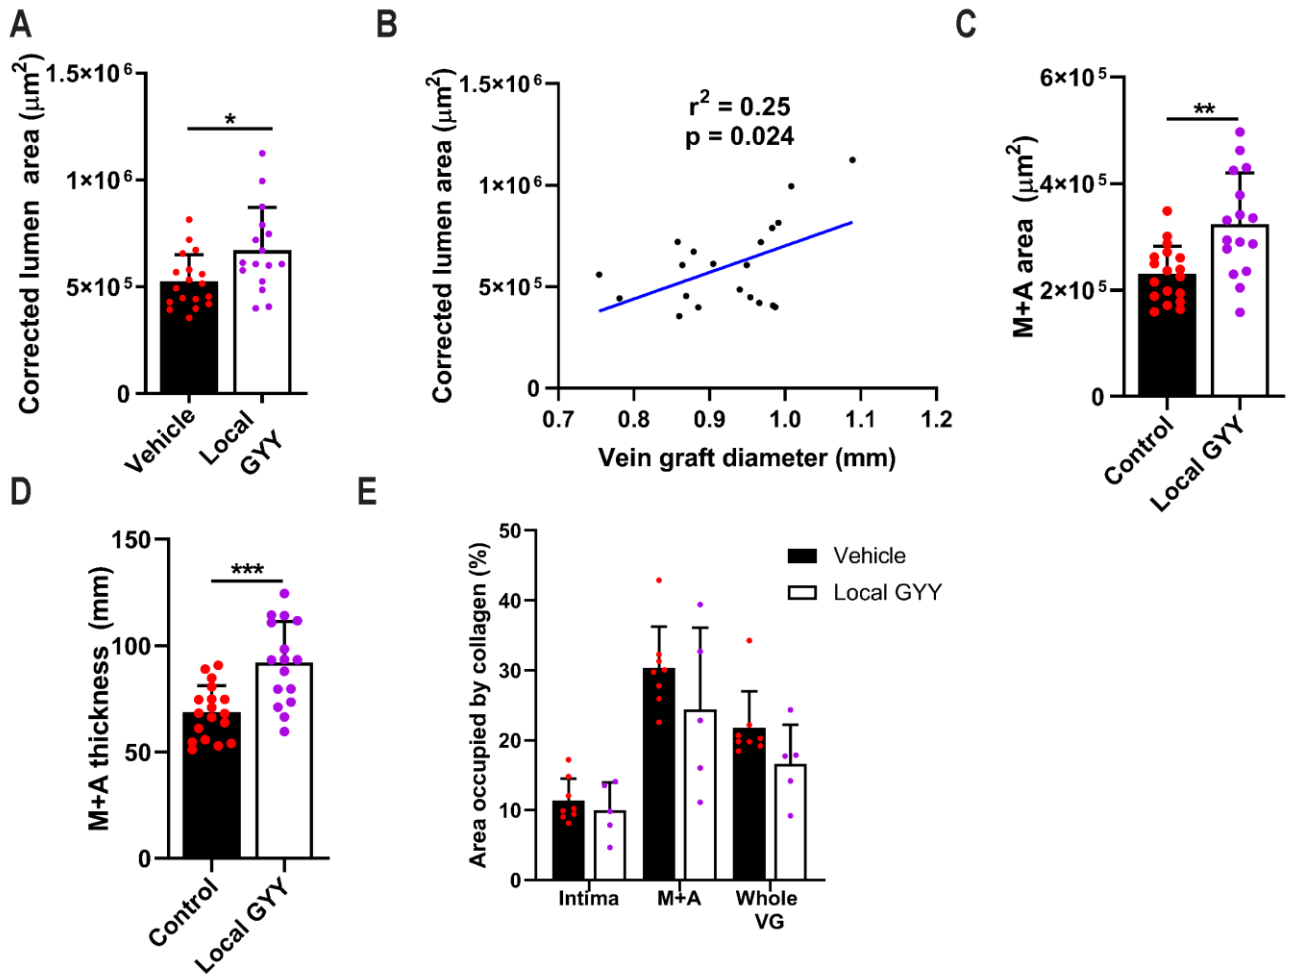 A
Corrected lumen area (μm²)
1.5×10⁶
1×10⁶
5×10⁵
0
*
Vehicle
Local
GYY
B
Corrected lumen area (μm²)
1.5×10⁶
1×10⁶
5×10⁵
0
r² = 0.25
p = 0.024
0.7
0.8
0.9
1.0
1.1
1.2
Vein graft diameter (mm)
C
M+A area (μm²)
6×10⁵
4×10⁵
2×10⁵
0
**
Control
Local GYY
D
M+A thickness (mm)
150
100
50
0
***
Control
Local GYY
E
Area occupied by collagen (%)
50
40
30
20
10
0
Vehicle
Local GYY
Intima
M+A
Whole
VG